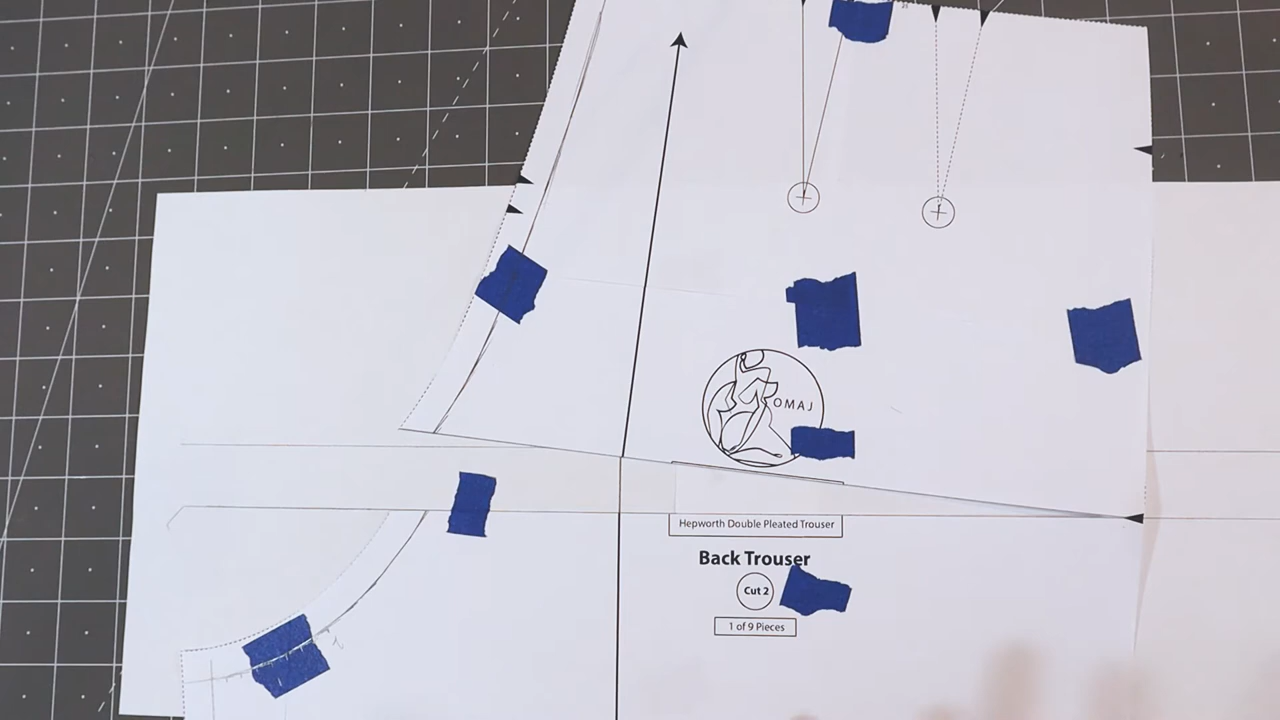 OMAJ
Hepworth Double Pleated Trouser
Back Trouser
Cut 2
1 of 9 Pieces